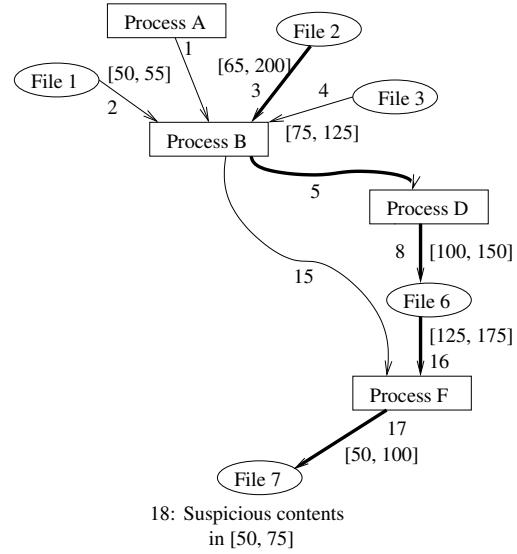 Process A
File 2
1
File 1
[50, 55]
[65, 200]
2
3
4
File 3
Process B
[75, 125]
5
Process D
8
[100, 150]
15
File 6
[125, 175]
16
Process F
17
[50, 100]
File 7
18: Suspicious contents
in [50, 75]